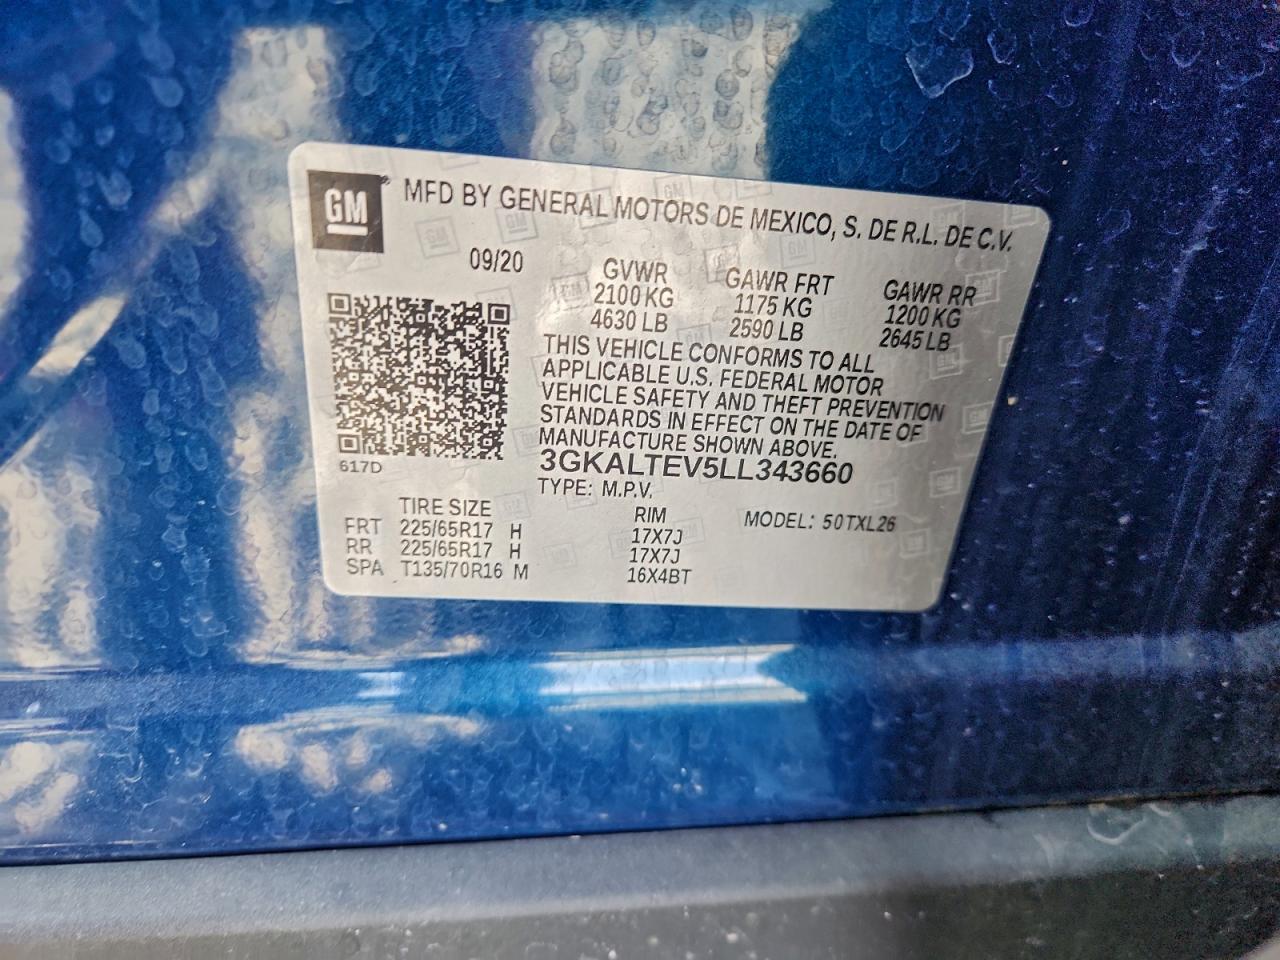 GM
MFD BY GENERAL MOTORS DE MEXICO, S. DE R.L. DE C.V.
09/20
GVWR GAWR FRT GAWR RR
2100 KG 1175 KG 1200 KG
4630 LB 2590 LB 2645 LB
THIS VEHICLE CONFORMS TO ALL
APPLICABLE U.S. FEDERAL MOTOR
VEHICLE SAFETY AND THEFT PREVENTION
STANDARDS IN EFFECT ON THE DATE OF
MANUFACTURE SHOWN ABOVE.
617D
3GKALTEV5LL343660
TYPE: M.P.V.
MODEL: 50TXL26
TIRE SIZE RIM
FRT 225/65R17 H 17X7J
RR 225/65R17 H 17X7J
SPA T135/70R16 M 16X4BT